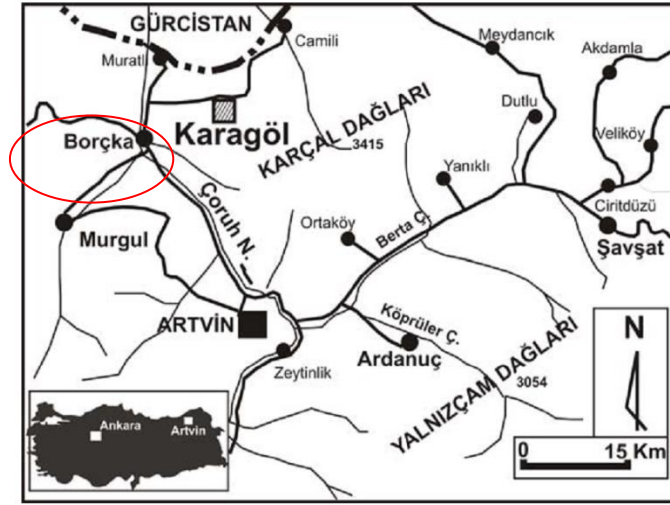 GÜRCİSTAN
Camili
Muratlı
Meydancık
Akdamla
Karagöl
Dutlu
Borçka
KARÇAL DAĞLARI
3415
Veliköy
Yanıklı
Ciritdüzü
Çoruh N.
Murgul
Ortaköy
Berta Ç.
Şavşat
ARTVİN
Köprüler Ç.
Zeytinlik
Ardanuç
YALNIZÇAM DAĞLARI
3054
N
Ankara
Artvin
0 15 Km